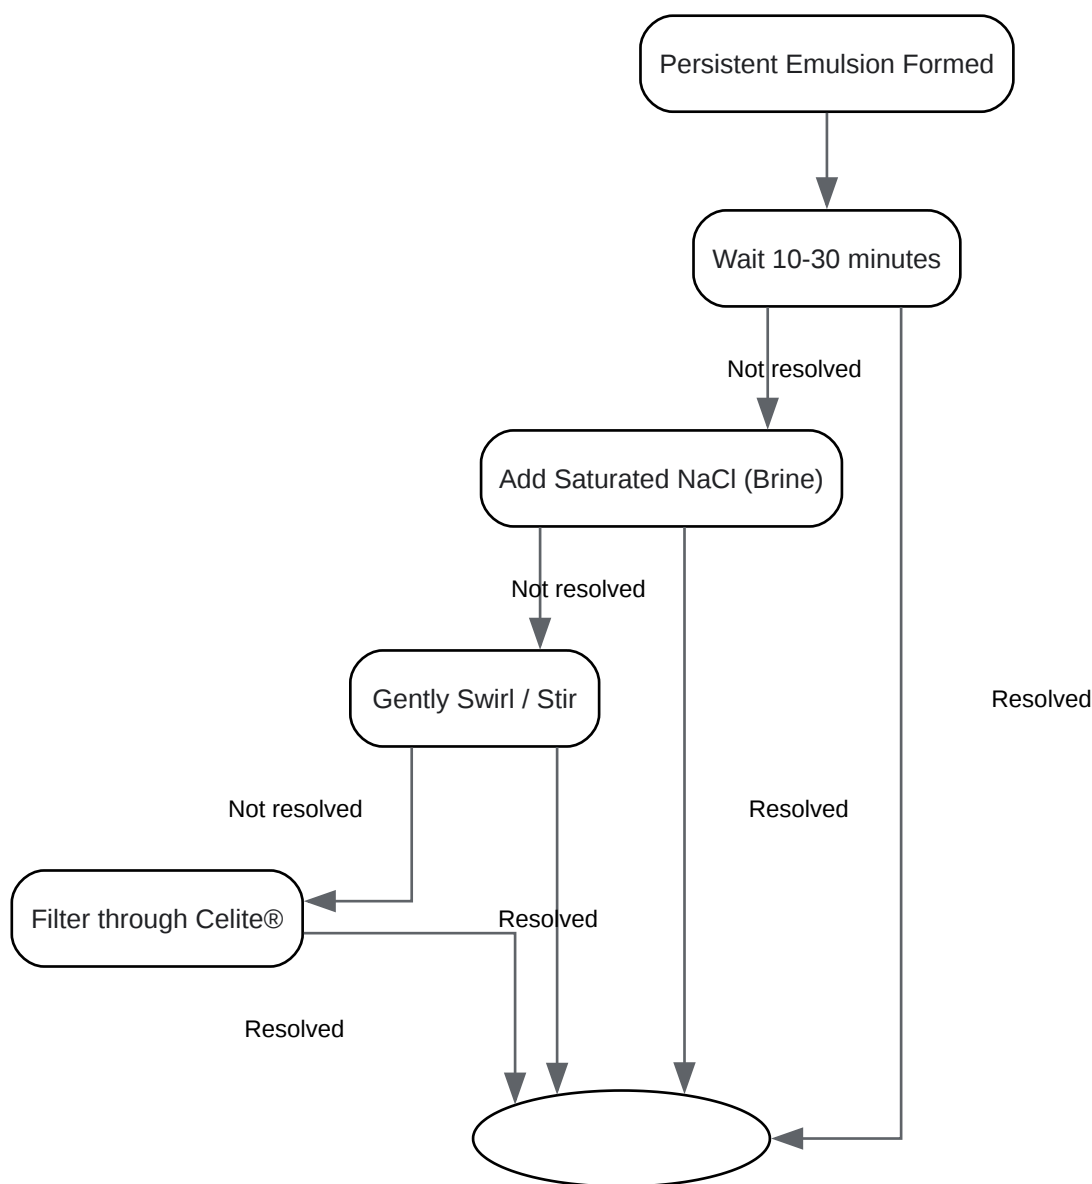 Persistent Emulsion Formed
Wait 10-30 minutes
Not resolved
Add Saturated NaCl (Brine)
Not resolved
Gently Swirl / Stir
Resolved
Not resolved
Resolved
Filter through Celite®
Resolved
Resolved